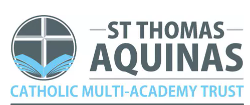 ST THOMAS
AQUINAS
CATHOLIC MULTI-ACADEMY TRUST